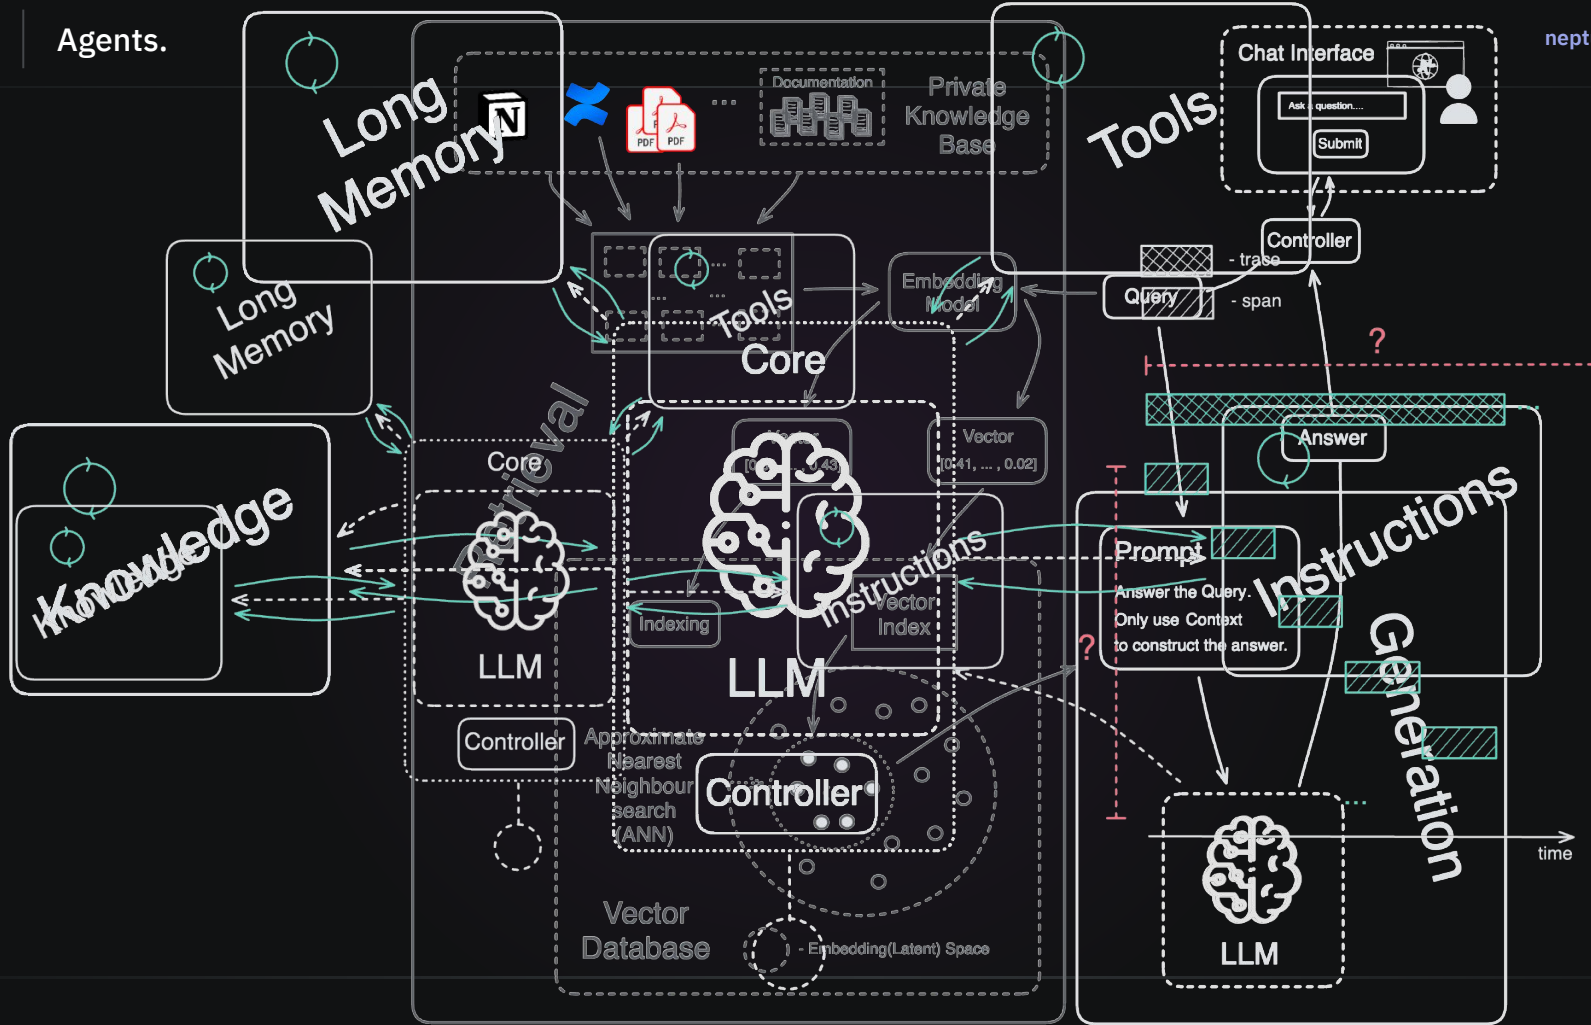 Agents.
nept
Long
Memory
N
PDF
PDF
...
Documentation
Private
Knowledge
Base
Tools
Chat Interface
Ask a question....
Submit
Controller
- trace
Query
- span
Long
Memory
...
...
...
Tools
Embedding
Model
Core
?
Retrieval
Core
Vector
[0.41, ... , 0.02]
Answer
...
Knowledge
Knowledge
LLM
Indexing
Instructions
Vector
Index
LLM
Prompt
Answer the Query.
Only use Context
to construct the answer.
?
Instructions
Generation
Controller
Approximate
Nearest
Neighbour
search
(ANN)
Controller
Vector
Database
- Embedding(Latent) Space
...
time
LLM